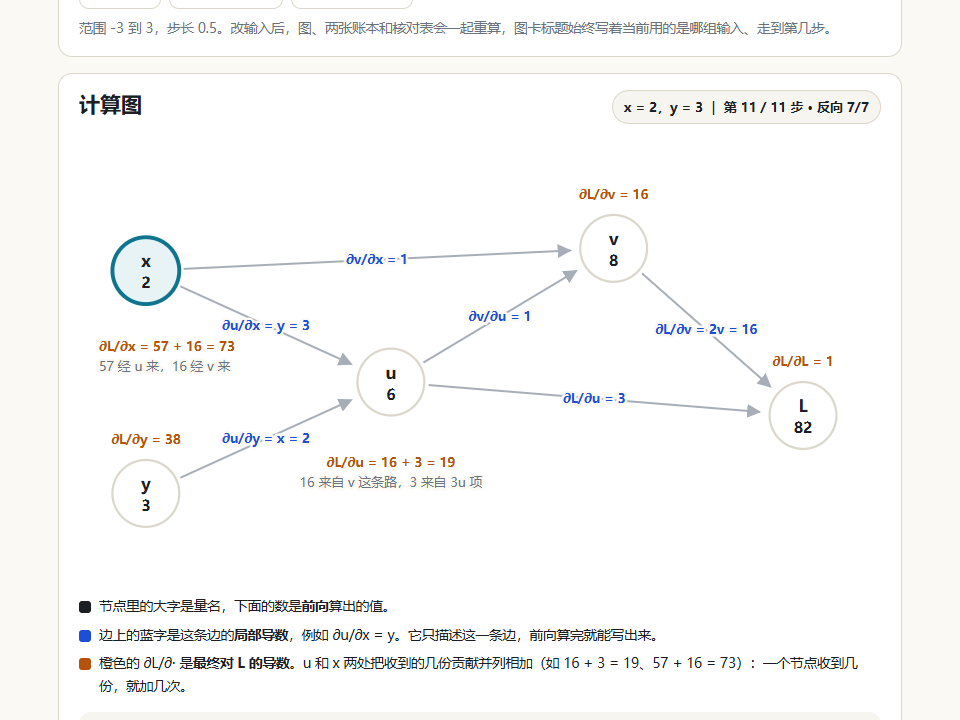 范围 -3 到 3，步长 0.5。改输入后，图、两张账本和核对表会一起重算，图卡标题始终写着当前用的是哪组输入、走到第几步。
计算图
x = 2，y = 3 | 第 11 / 11 步 • 反向 7/7
∂L/∂v = 16
v
8
x
2
∂v/∂x = 1
∂v/∂u = 1
∂u/∂x = y = 3
∂L/∂v = 2v = 16
∂L/∂x = 57 + 16 = 73
57 经 u 来，16 经 v 来
∂L/∂L = 1
u
6
∂L/∂u = 3
L
82
∂L/∂y = 38
∂u/∂y = x = 2
∂L/∂u = 16 + 3 = 19
16 来自 v 这条路，3 来自 3u 项
y
3
节点里的大字是量名，下面的数是前向算出的值。
边上的蓝字是这条边的局部导数，例如 ∂u/∂x = y。它只描述这一条边，前向算完就能写出来。
橙色的 ∂L/∂· 是最终对 L 的导数。u 和 x 两处把收到的几份贡献并列相加（如 16 + 3 = 19、57 + 16 = 73）：一个节点收到几
份，就加几次。